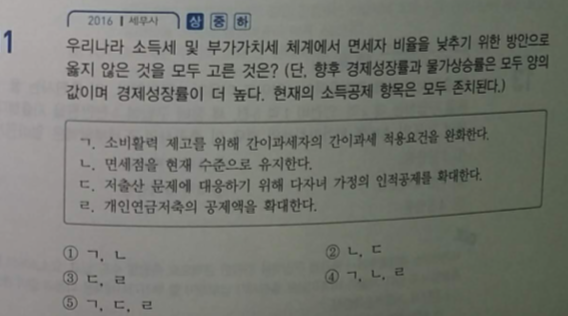 2016 | 세무사 상 중 하
1
우리나라 소득세 및 부가가치세 체계에서 면세자 비율을 낮추기 위한 방안으로
옳지 않은 것을 모두 고른 것은? (단, 향후 경제성장률과 물가상승률은 모두 양의
값이며 경제성장률이 더 높다. 현재의 소득공제 항목은 모두 존치된다.)
ㄱ. 소비활력 제고를 위해 간이과세자의 간이과세 적용요건을 완화한다.
ㄴ. 면세점을 현재 수준으로 유지한다.
ㄷ. 저출산 문제에 대응하기 위해 다자녀 가정의 인적공제를 확대한다.
ㄹ. 개인연금저축의 공제액을 확대한다.
① ㄱ, ㄴ ② ㄴ, ㄷ
③ ㄷ, ㄹ ④ ㄱ, ㄴ, ㄹ
⑤ ㄱ, ㄷ, ㄹ